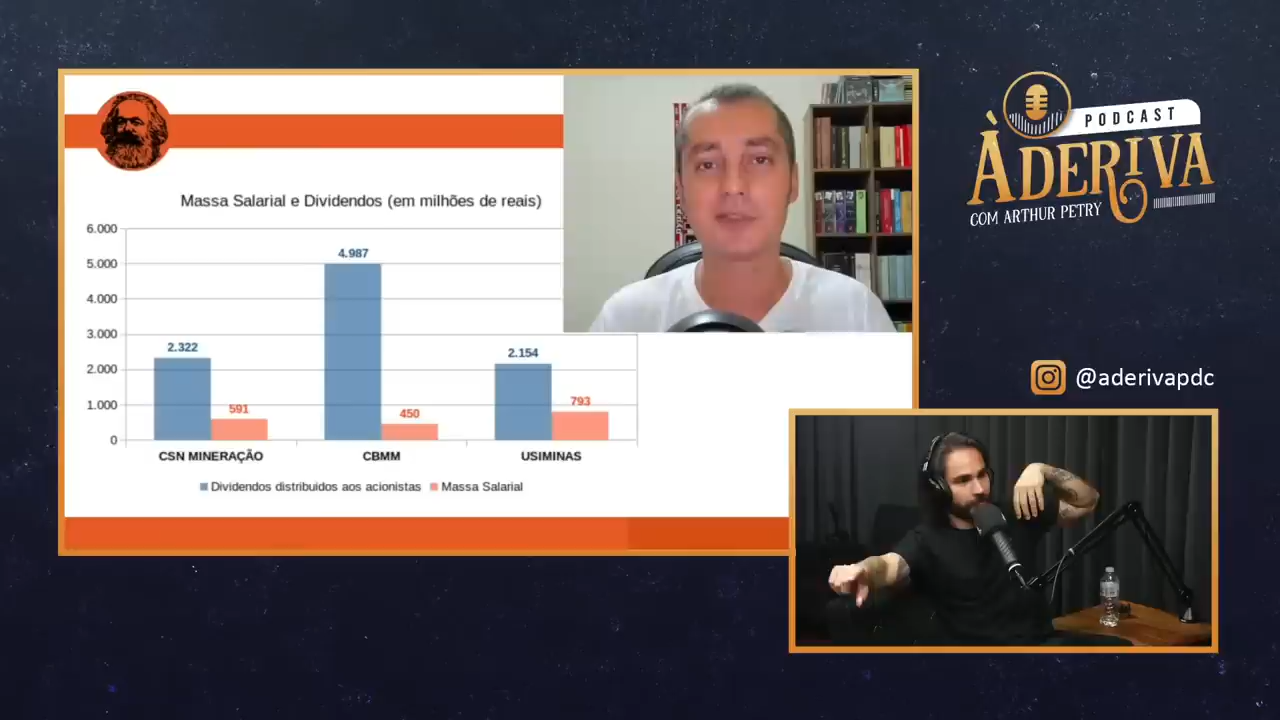 Massa Salarial e Dividendos (em milhões de reais)
6.000
5.000
4.000
3.000
2.000
1.000
0
2.322
591
4.987
450
2.154
793
CSN MINERAÇÃO
CBMM
USIMINAS
Dividendos distribuidos aos acionistas
Massa Salarial
PODCAST
À DERIVA
COM ARTHUR PETRY
@aderivapdc